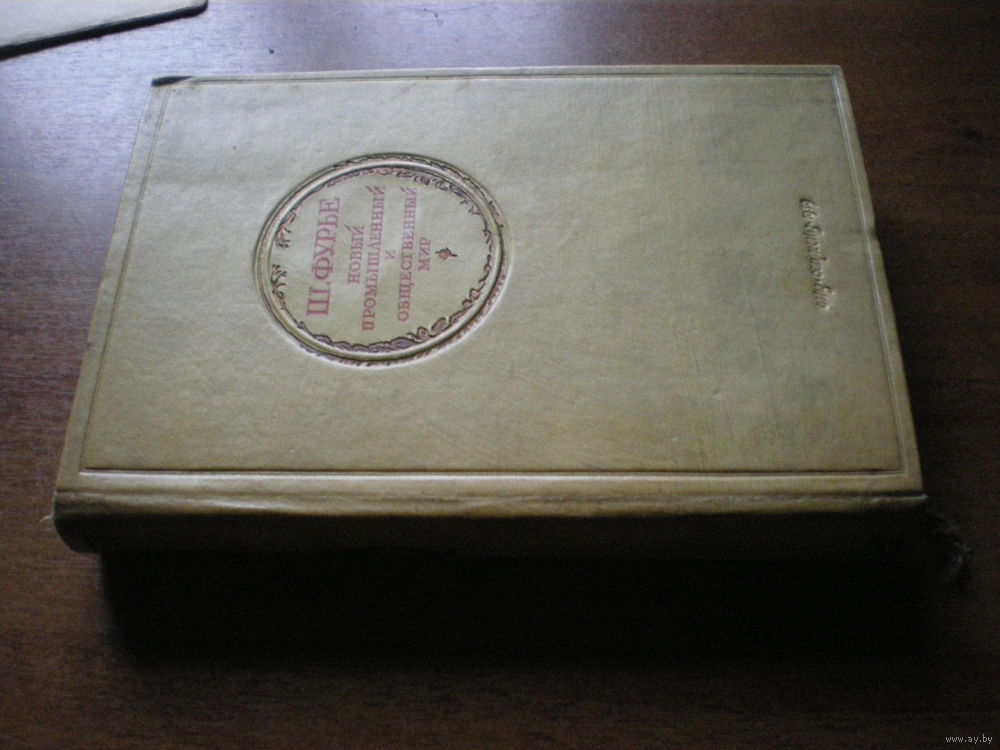 Ш. ФУРЬЕ
НОВЫЙ
ПРОМЫШЛЕННЫЙ
И
ОБЩЕСТВЕННЫЙ
МИР
www.ay.by